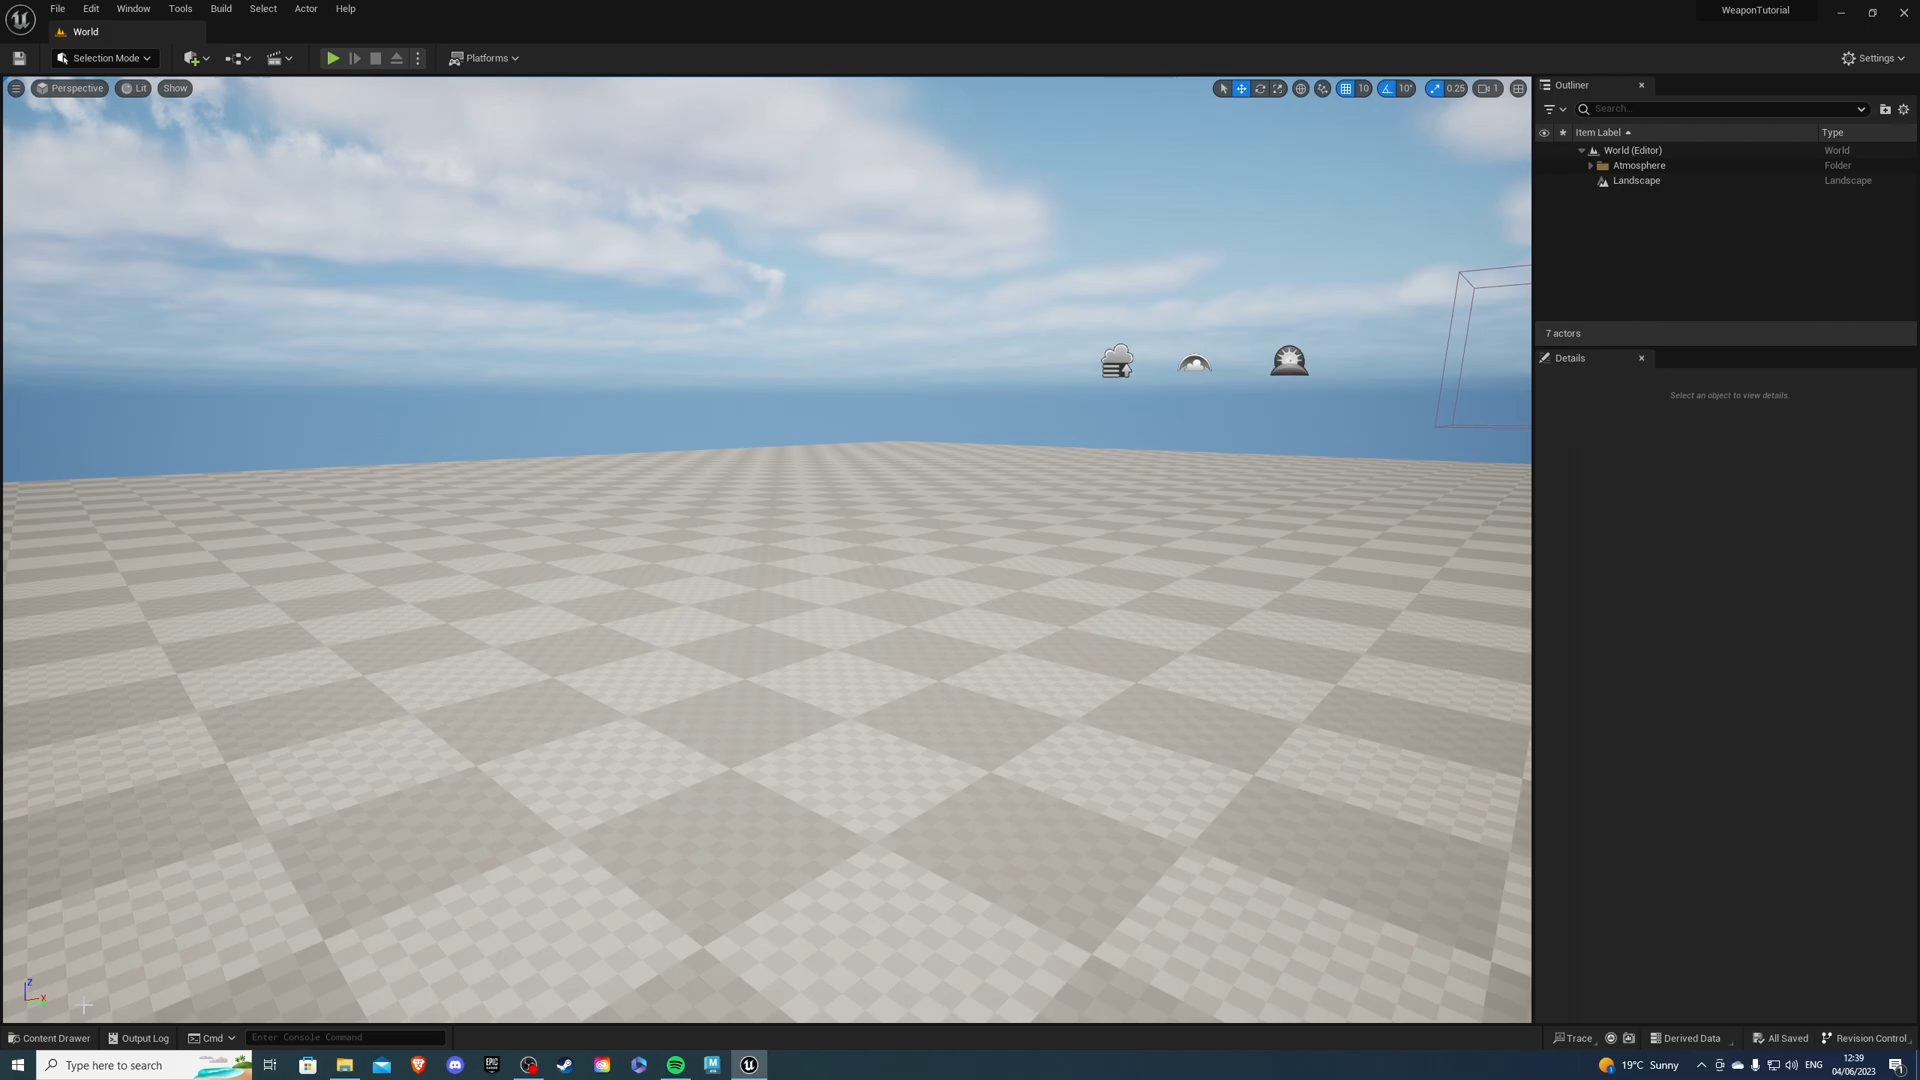 File Edit Window Tools Build Select Actor Help
WeaponTutorial
World
Selection Mode
Platforms
Settings
Perspective Lit Show
10 10° 0.25 1
Outliner
Search...
Item Label Type
World (Editor) World
Atmosphere Folder
Landscape Landscape
7 actors
Details
Select an object to view details.
Z
X
Content Drawer Output Log Cmd Enter Console Command
Trace Derived Data All Saved Revision Control
Type here to search
EPIC
M
19°C Sunny
ENG
12:39
04/06/2023
1